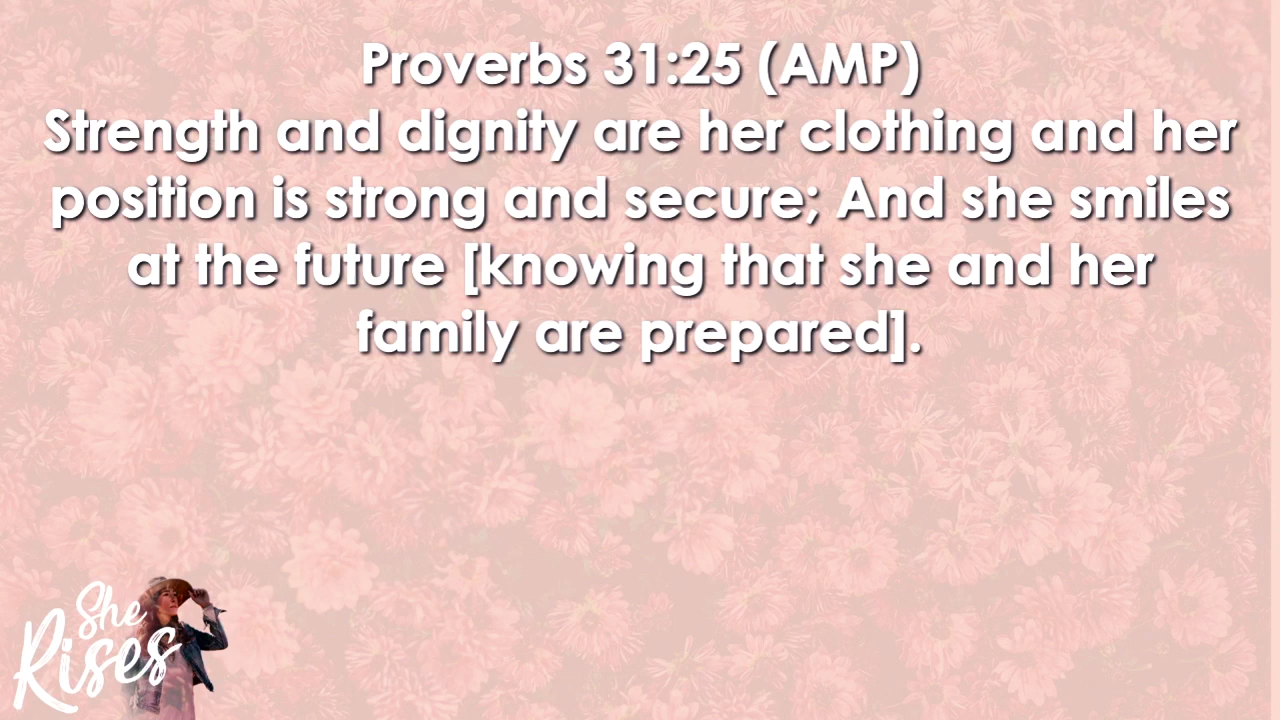 Proverbs 31:25 (AMP)
Strength and dignity are her clothing and her
position is strong and secure; And she smiles
at the future [knowing that she and her
family are prepared].
She
Rises